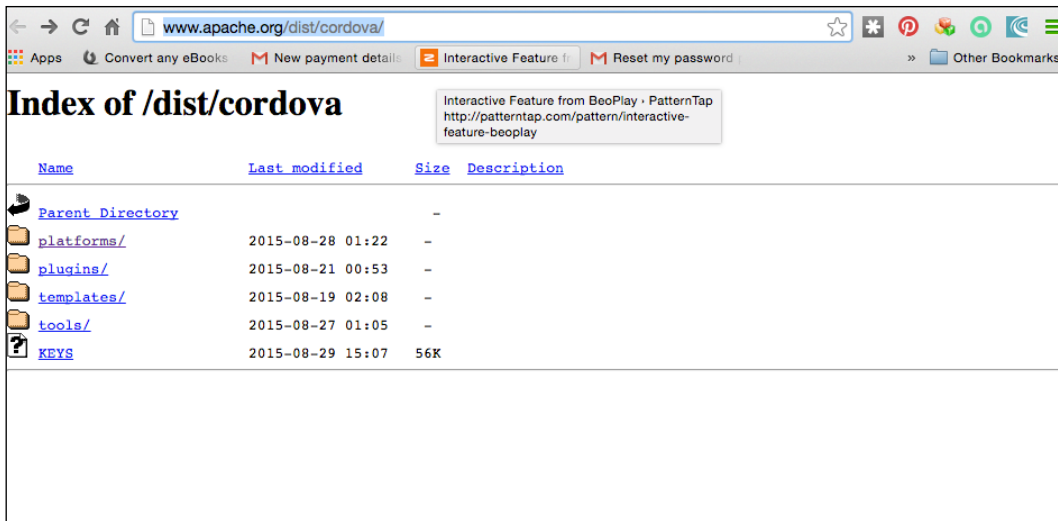 www.apache.org/dist/cordova/
Apps Convert any eBooks New payment details Interactive Feature fr Reset my password » Other Bookmarks
Index of /dist/cordova
Interactive Feature from BeoPlay › PatternTap
http://patterntap.com/pattern/interactive-
feature-beoplay
Name Last modified Size Description
Parent Directory -
platforms/ 2015-08-28 01:22 -
plugins/ 2015-08-21 00:53 -
templates/ 2015-08-19 02:08 -
tools/ 2015-08-27 01:05 -
KEYS 2015-08-29 15:07 56K